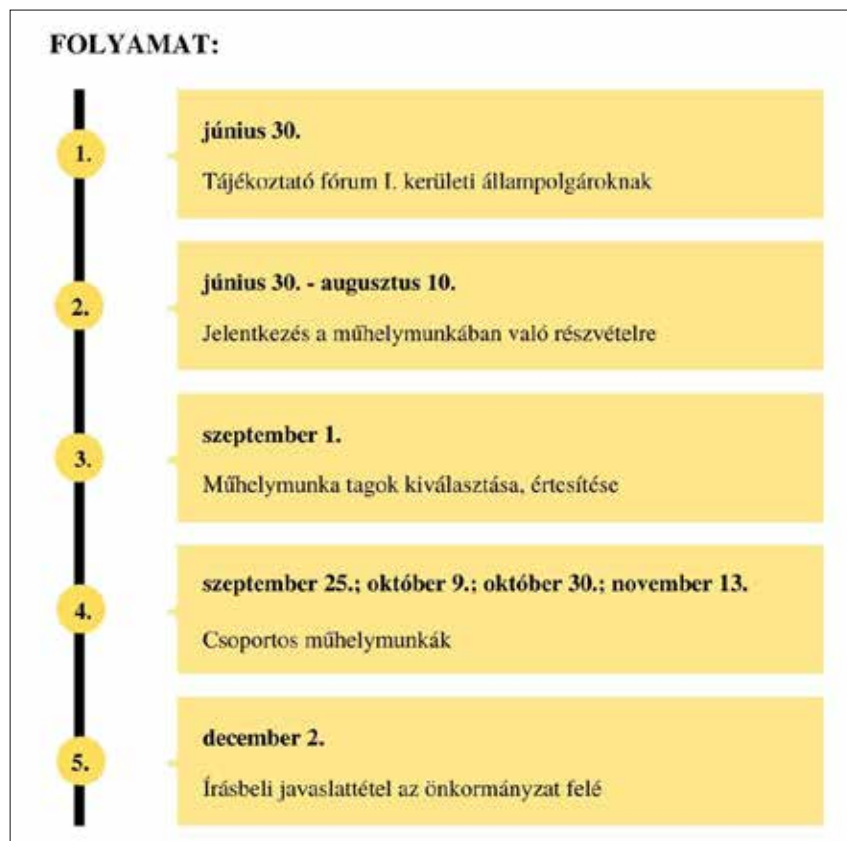 FOLYAMAT:
1.
június 30.
Tájékoztató fórum I. kerületi állampolgároknak
2.
június 30. - augusztus 10.
Jelentkezés a műhelymunkában való részvételre
3.
szeptember 1.
Műhelymunka tagok kiválasztása, értesítése
4.
szeptember 25.; október 9.; október 30.; november 13.
Csoportos műhelymunkák
5.
december 2.
Írásbeli javaslattétel az önkormányzat felé